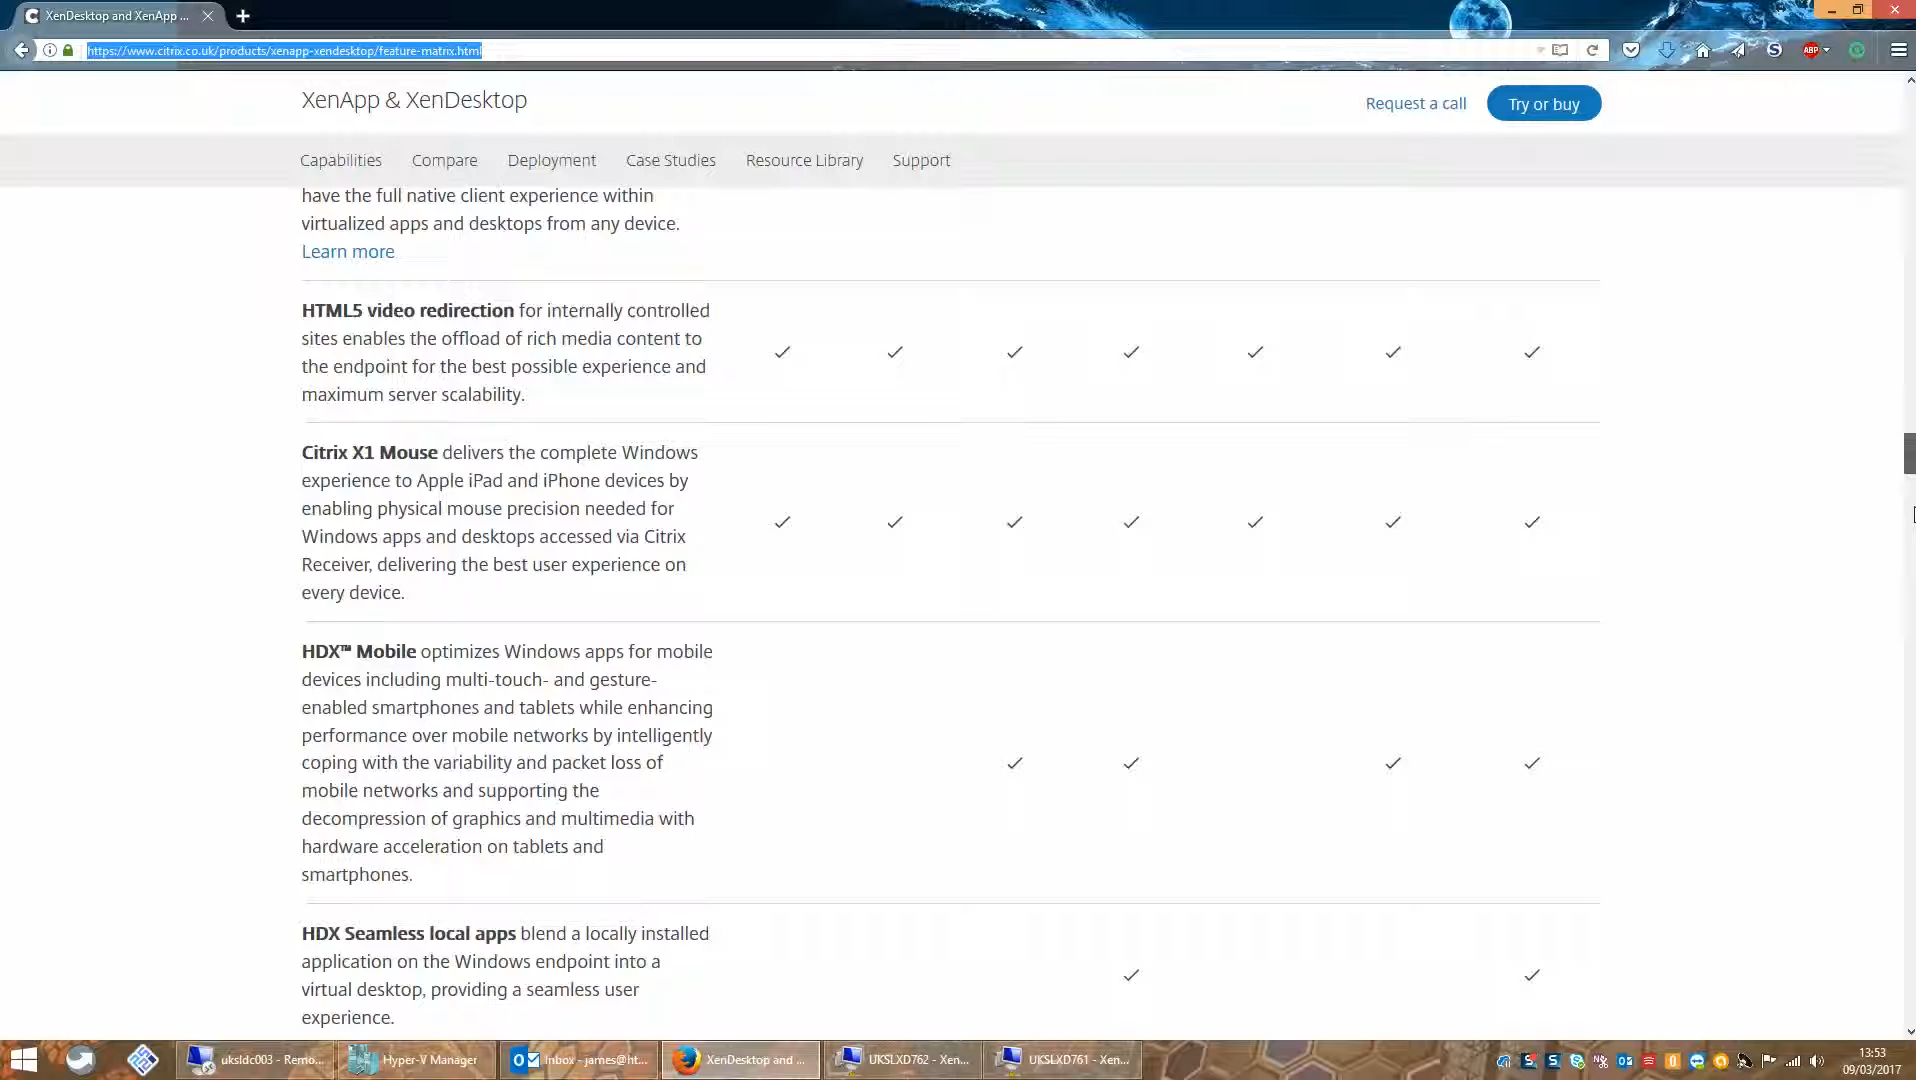 XenDesktop and XenApp ...
https://www.citrix.co.uk/products/xenapp-xendesktop/feature-matrix.html
ABP
XenApp & XenDesktop
Request a call
Try or buy
Capabilities Compare Deployment Case Studies Resource Library Support
have the full native client experience within
virtualized apps and desktops from any device.
Learn more
HTML5 video redirection for internally controlled
sites enables the offload of rich media content to
the endpoint for the best possible experience and
maximum server scalability.
Citrix X1 Mouse delivers the complete Windows
experience to Apple iPad and iPhone devices by
enabling physical mouse precision needed for
Windows apps and desktops accessed via Citrix
Receiver, delivering the best user experience on
every device.
HDX™ Mobile optimizes Windows apps for mobile
devices including multi-touch- and gesture-
enabled smartphones and tablets while enhancing
performance over mobile networks by intelligently
coping with the variability and packet loss of
mobile networks and supporting the
decompression of graphics and multimedia with
hardware acceleration on tablets and
smartphones.
HDX Seamless local apps blend a locally installed
application on the Windows endpoint into a
virtual desktop, providing a seamless user
experience.
uksldc003 - Remo...
Hyper-V Manager
Inbox - james@ht...
XenDesktop and ...
UKSLXD762 - Xen...
UKSLXD761 - Xen...
13:53
09/03/2017